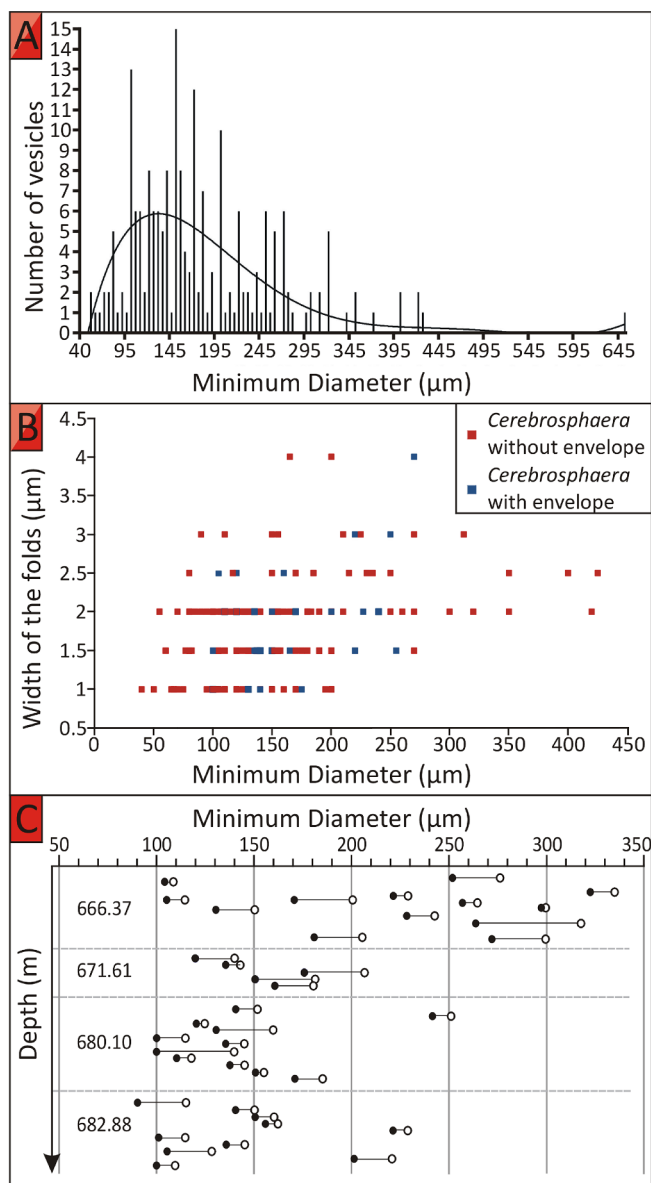 A
Number of vesicles
15
14
13
12
11
10
9
8
7
6
5
4
3
2
1
0
40 95 145 195 245 295 345 395 445 495 545 595 645
Minimum Diameter (µm)
B
Width of the folds (µm)
4.5
4
3.5
3
2.5
2
1.5
1
0.5
0 50 100 150 200 250 300 350 400 450
Minimum Diameter (µm)
Cerebrosphaera
without envelope
Cerebrosphaera
with envelope
C
Minimum Diameter (µm)
50 100 150 200 250 300 350
Depth (m)
666.37
671.61
680.10
682.88